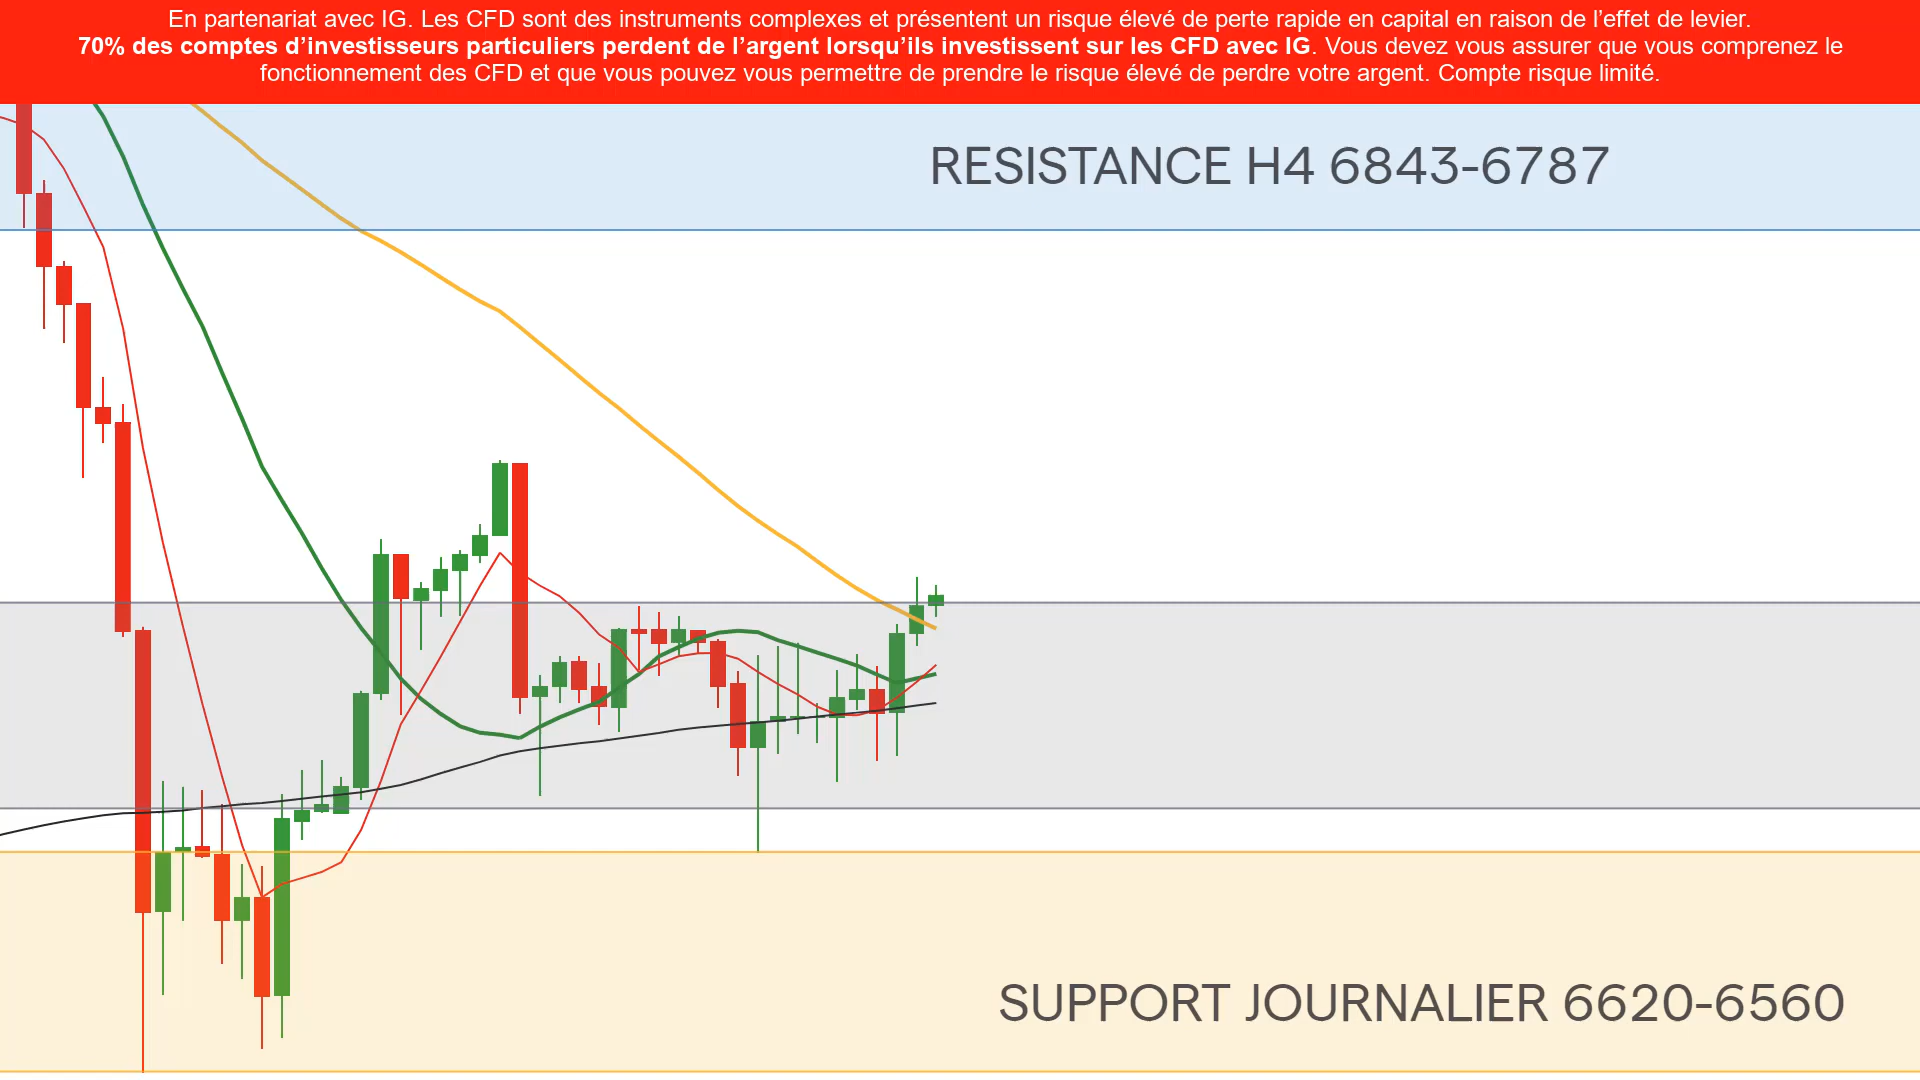 En partenariat avec IG. Les CFD sont des instruments complexes et présentent un risque élevé de perte rapide en capital en raison de l’effet de levier.
70% des comptes d’investisseurs particuliers perdent de l’argent lorsqu’ils investissent sur les CFD avec IG. Vous devez vous assurer que vous comprenez le
fonctionnement des CFD et que vous pouvez vous permettre de prendre le risque élevé de perdre votre argent. Compte risque limité.
RESISTANCE H4 6843-6787
SUPPORT JOURNALIER 6620-6560